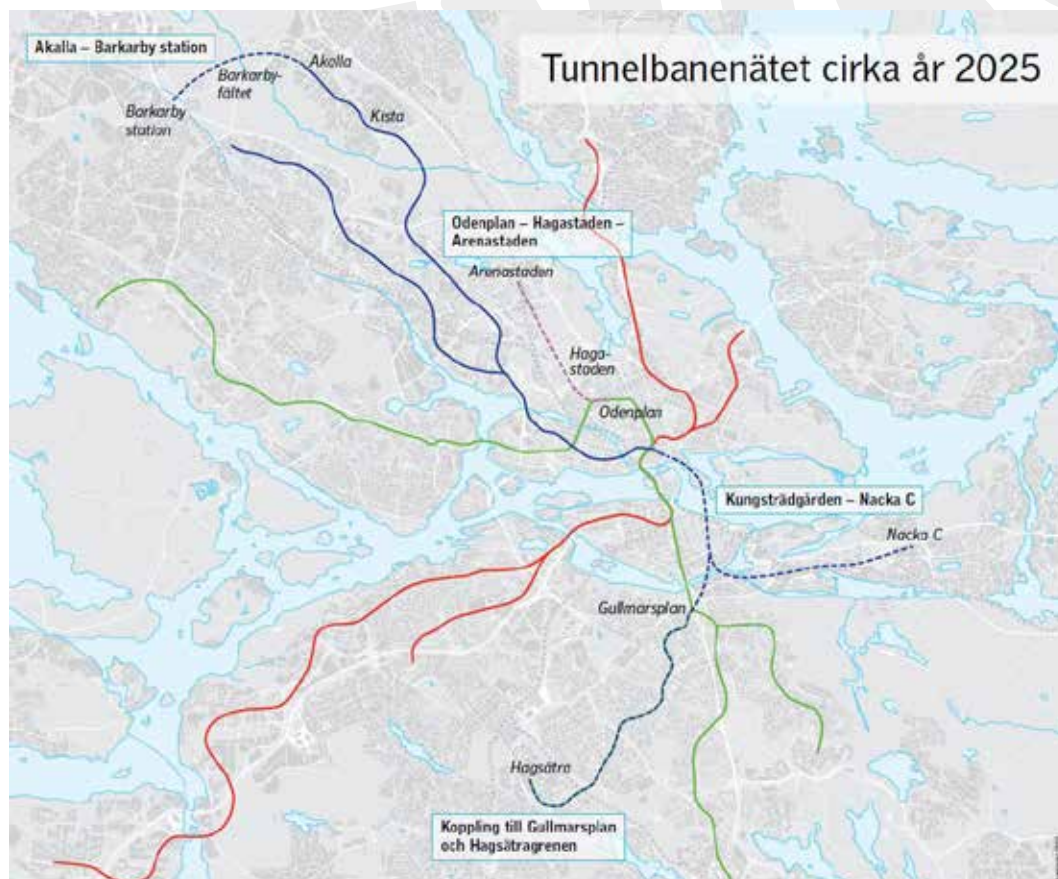 Tunnelbanenätet cirka år 2025
Akalla – Barkarby station
Akalla
Barkarby-
fältet
Barkarby
station
Kista
Odenplan – Hagastaden –
Arenastaden
Arenastaden
Haga-
staden
Odenplan
Kungsträdgården – Nacka C
Nacka C
Gullmarsplan
Hagsätra
Koppling till Gullmarsplan
och Hagsätragrenen